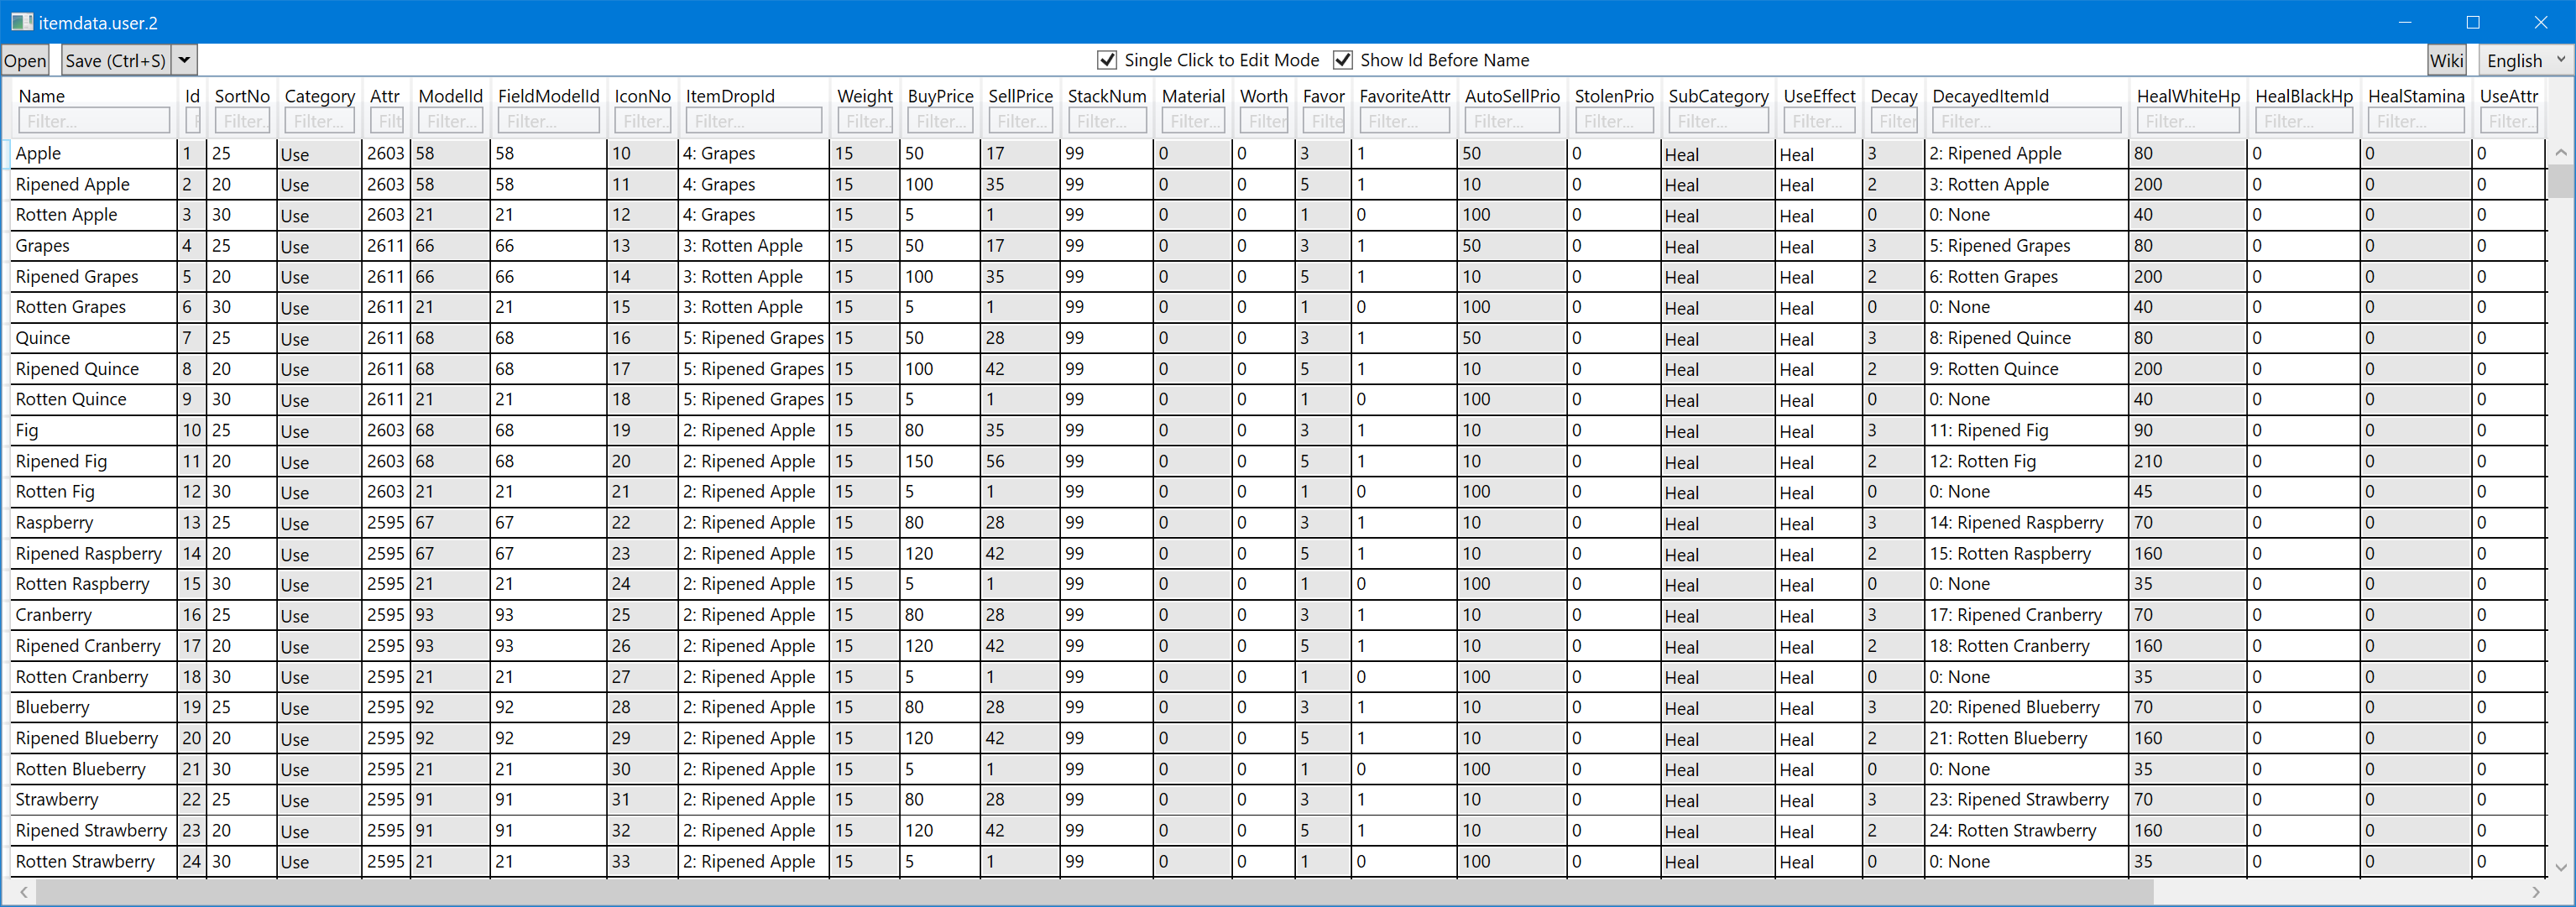 itemdata.user.2
Open Save (Ctrl+S) Single Click to Edit Mode Show Id Before Name Wiki English
Name Id SortNo Category Attr ModelId FieldModelId IconNo ItemDropId Weight BuyPrice SellPrice StackNum Material Worth Favor FavoriteAttr AutoSellPrio StolenPrio SubCategory UseEffect Decay DecayedItemId HealWhiteHp HealBlackHp HealStamina UseAttr
Filter... F Filter.. Filter... Filt Filter... Filter... Filter.. Filter... Filter.. Filter... Filter... Filter... Filter... Filter Filte Filter... Filter... Filter... Filter... Filter... Filter Filter... Filter... Filter... Filter... Filter..
Apple 1 25 Use 2603 58 58 10 4: Grapes 15 50 17 99 0 0 3 1 50 0 Heal Heal 3 2: Ripened Apple 80 0 0 0
Ripened Apple 2 20 Use 2603 58 58 11 4: Grapes 15 100 35 99 0 0 5 1 10 0 Heal Heal 2 3: Rotten Apple 200 0 0 0
Rotten Apple 3 30 Use 2603 21 21 12 4: Grapes 15 5 1 99 0 0 1 0 100 0 Heal Heal 0 0: None 40 0 0 0
Grapes 4 25 Use 2611 66 66 13 3: Rotten Apple 15 50 17 99 0 0 3 1 50 0 Heal Heal 3 5: Ripened Grapes 80 0 0 0
Ripened Grapes 5 20 Use 2611 66 66 14 3: Rotten Apple 15 100 35 99 0 0 5 1 10 0 Heal Heal 2 6: Rotten Grapes 200 0 0 0
Rotten Grapes 6 30 Use 2611 21 21 15 3: Rotten Apple 15 5 1 99 0 0 1 0 100 0 Heal Heal 0 0: None 40 0 0 0
Quince 7 25 Use 2611 68 68 16 5: Ripened Grapes 15 50 28 99 0 0 3 1 50 0 Heal Heal 3 8: Ripened Quince 80 0 0 0
Ripened Quince 8 20 Use 2611 68 68 17 5: Ripened Grapes 15 100 42 99 0 0 5 1 10 0 Heal Heal 2 9: Rotten Quince 200 0 0 0
Rotten Quince 9 30 Use 2611 21 21 18 5: Ripened Grapes 15 5 1 99 0 0 1 0 100 0 Heal Heal 0 0: None 40 0 0 0
Fig 10 25 Use 2603 68 68 19 2: Ripened Apple 15 80 35 99 0 0 3 1 10 0 Heal Heal 3 11: Ripened Fig 90 0 0 0
Ripened Fig 11 20 Use 2603 68 68 20 2: Ripened Apple 15 150 56 99 0 0 5 1 10 0 Heal Heal 2 12: Rotten Fig 210 0 0 0
Rotten Fig 12 30 Use 2603 21 21 21 2: Ripened Apple 15 5 1 99 0 0 1 0 100 0 Heal Heal 0 0: None 45 0 0 0
Raspberry 13 25 Use 2595 67 67 22 2: Ripened Apple 15 80 28 99 0 0 3 1 10 0 Heal Heal 3 14: Ripened Raspberry 70 0 0 0
Ripened Raspberry 14 20 Use 2595 67 67 23 2: Ripened Apple 15 120 42 99 0 0 5 1 10 0 Heal Heal 2 15: Rotten Raspberry 160 0 0 0
Rotten Raspberry 15 30 Use 2595 21 21 24 2: Ripened Apple 15 5 1 99 0 0 1 0 100 0 Heal Heal 0 0: None 35 0 0 0
Cranberry 16 25 Use 2595 93 93 25 2: Ripened Apple 15 80 28 99 0 0 3 1 10 0 Heal Heal 3 17: Ripened Cranberry 70 0 0 0
Ripened Cranberry 17 20 Use 2595 93 93 26 2: Ripened Apple 15 120 42 99 0 0 5 1 10 0 Heal Heal 2 18: Rotten Cranberry 160 0 0 0
Rotten Cranberry 18 30 Use 2595 21 21 27 2: Ripened Apple 15 5 1 99 0 0 1 0 100 0 Heal Heal 0 0: None 35 0 0 0
Blueberry 19 25 Use 2595 92 92 28 2: Ripened Apple 15 80 28 99 0 0 3 1 10 0 Heal Heal 3 20: Ripened Blueberry 70 0 0 0
Ripened Blueberry 20 20 Use 2595 92 92 29 2: Ripened Apple 15 120 42 99 0 0 5 1 10 0 Heal Heal 2 21: Rotten Blueberry 160 0 0 0
Rotten Blueberry 21 30 Use 2595 21 21 30 2: Ripened Apple 15 5 1 99 0 0 1 0 100 0 Heal Heal 0 0: None 35 0 0 0
Strawberry 22 25 Use 2595 91 91 31 2: Ripened Apple 15 80 28 99 0 0 3 1 10 0 Heal Heal 3 23: Ripened Strawberry 70 0 0 0
Ripened Strawberry 23 20 Use 2595 91 91 32 2: Ripened Apple 15 120 42 99 0 0 5 1 10 0 Heal Heal 2 24: Rotten Strawberry 160 0 0 0
Rotten Strawberry 24 30 Use 2595 21 21 33 2: Ripened Apple 15 5 1 99 0 0 1 0 100 0 Heal Heal 0 0: None 35 0 0 0